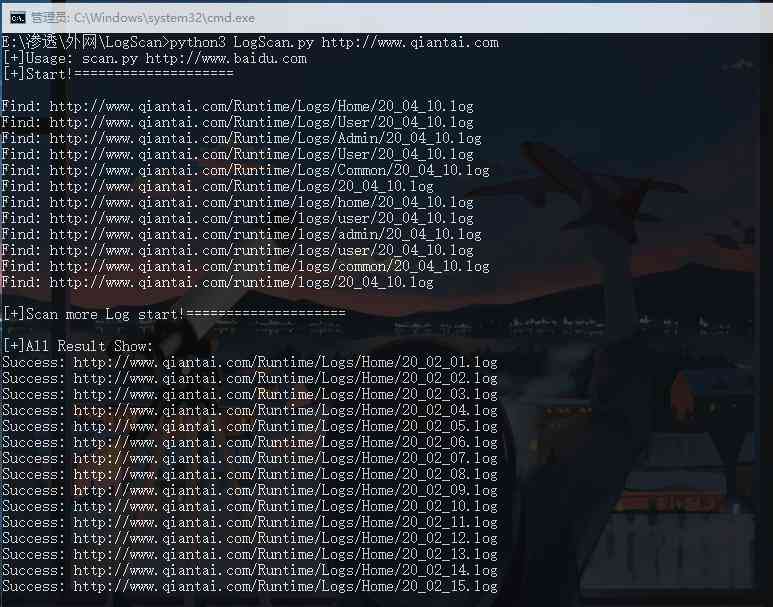 管理员: C:\Windows\system32\cmd.exe
E:\渗透\外网\LogScan>python3 LogScan.py http://www.qiantai.com
[+]Usage: scan.py http://www.baidu.com
[+]Start!====================
Find: http://www.qiantai.com/Runtime/Logs/Home/20_04_10.log
Find: http://www.qiantai.com/Runtime/Logs/User/20_04_10.log
Find: http://www.qiantai.com/Runtime/Logs/Admin/20_04_10.log
Find: http://www.qiantai.com/Runtime/Logs/User/20_04_10.log
Find: http://www.qiantai.com/Runtime/Logs/Common/20_04_10.log
Find: http://www.qiantai.com/Runtime/Logs/20_04_10.log
Find: http://www.qiantai.com/runtime/logs/home/20_04_10.log
Find: http://www.qiantai.com/runtime/logs/user/20_04_10.log
Find: http://www.qiantai.com/runtime/logs/admin/20_04_10.log
Find: http://www.qiantai.com/runtime/logs/user/20_04_10.log
Find: http://www.qiantai.com/runtime/logs/common/20_04_10.log
Find: http://www.qiantai.com/runtime/logs/20_04_10.log
[+]Scan more Log start!====================
[+]All Result Show:
Success: http://www.qiantai.com/Runtime/Logs/Home/20_02_01.log
Success: http://www.qiantai.com/Runtime/Logs/Home/20_02_02.log
Success: http://www.qiantai.com/Runtime/Logs/Home/20_02_03.log
Success: http://www.qiantai.com/Runtime/Logs/Home/20_02_04.log
Success: http://www.qiantai.com/Runtime/Logs/Home/20_02_05.log
Success: http://www.qiantai.com/Runtime/Logs/Home/20_02_06.log
Success: http://www.qiantai.com/Runtime/Logs/Home/20_02_07.log
Success: http://www.qiantai.com/Runtime/Logs/Home/20_02_08.log
Success: http://www.qiantai.com/Runtime/Logs/Home/20_02_09.log
Success: http://www.qiantai.com/Runtime/Logs/Home/20_02_10.log
Success: http://www.qiantai.com/Runtime/Logs/Home/20_02_11.log
Success: http://www.qiantai.com/Runtime/Logs/Home/20_02_12.log
Success: http://www.qiantai.com/Runtime/Logs/Home/20_02_13.log
Success: http://www.qiantai.com/Runtime/Logs/Home/20_02_14.log
Success: http://www.qiantai.com/Runtime/Logs/Home/20_02_15.log